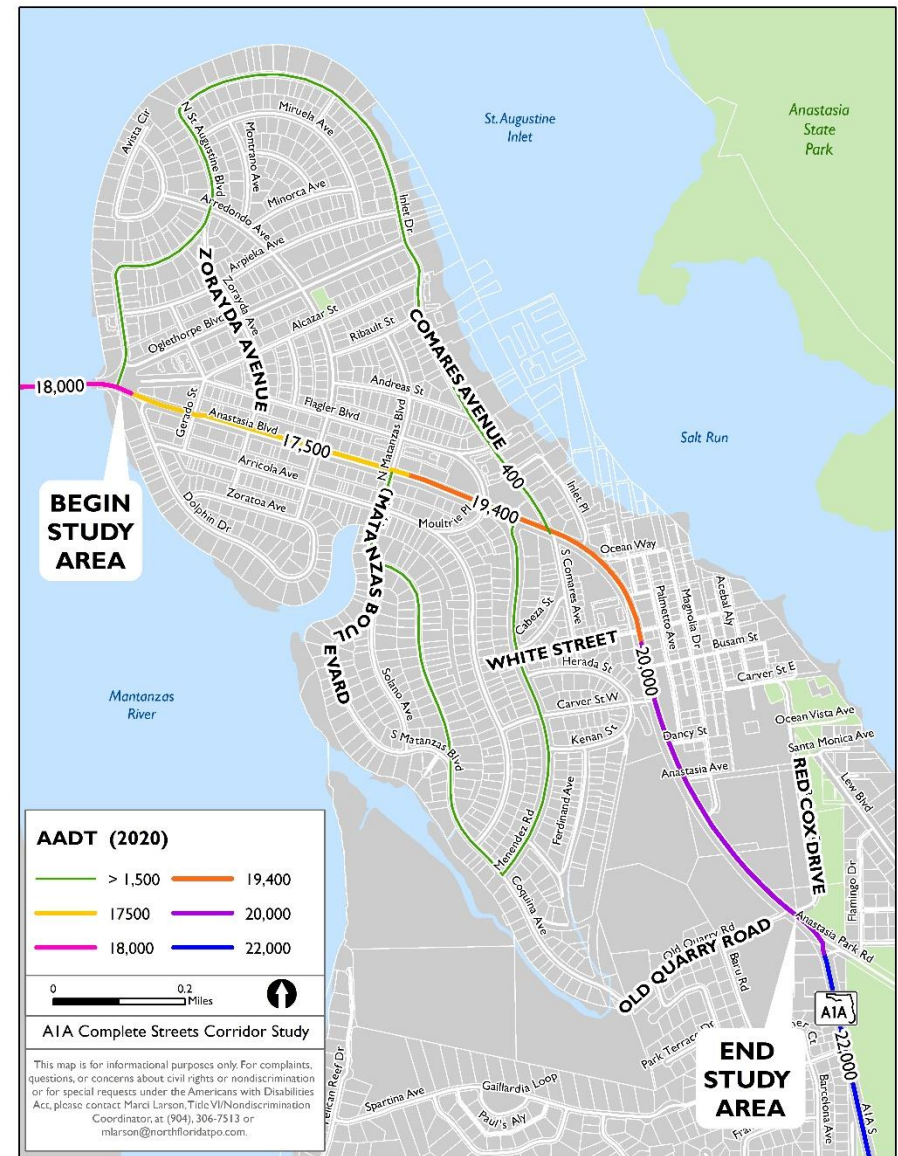 St. Augustine
Inlet
Anastasia
State
Park
Avista Cir
N St. Augustine Blvd
Miruela Ave
Montrano Ave
Minorca Ave
Inlet Dr
Arredondo Ave
Arpieka Ave
ZORAYDA AVENUE
Zorayda Ave
Alcazar St
Oglethorpe Blvd
Ribault St
COMARES AVENUE
18,000
Gerado St
Andreas St
Flagler Blvd
N Matanzas Blvd
Anastasia Blvd
17,500
Salt Run
400
Inlet Pl
BEGIN
STUDY
AREA
Arricola Ave
Zoratoa Ave
Dolphin Dr
19,400
Moultrie Pl
(MATANZAS BOUL
EVARD
Ocean Way
S Comares Ave
Cabeza St
Palmetto Ave
Magnolia Dr
Acebal Aly
Busam St
WHITE STREET
Herada St
20,000
Carver St E
Carver St W
Solano Ave
Mantanzas
River
Ocean Vista Ave
Kenan St
Dancy St
Santa Monica Ave
S Matanzas Blvd
Anastasia Ave
RED COX DRIVE
Lew Blvd
Ferdinand Ave
Menendez Rd
Flamingo Dr
Coquina Ave
Anastasia Park Rd
Old Quarry Rd
OLD QUARRY ROAD
Baru Rd
A1A
22,000
Park Terrace Dr
END
STUDY
AREA
Gaillardia Loop
Spartina Ave
Paul's Aly
Barcelona Ave
A1A S
AADT (2020)
> 1,500
19,400
17500
20,000
18,000
22,000
0 0.2
Miles
A1A Complete Streets Corridor Study
This map is for informational purposes only. For complaints,
questions, or concerns about civil rights or nondiscrimination
or for special requests under the Americans with Disabilities
Act, please contact Marci Larson, Title VI/Nondiscrimination
Coordinator, at (904), 306-7513 or
mlarson@northfloridatpo.com.